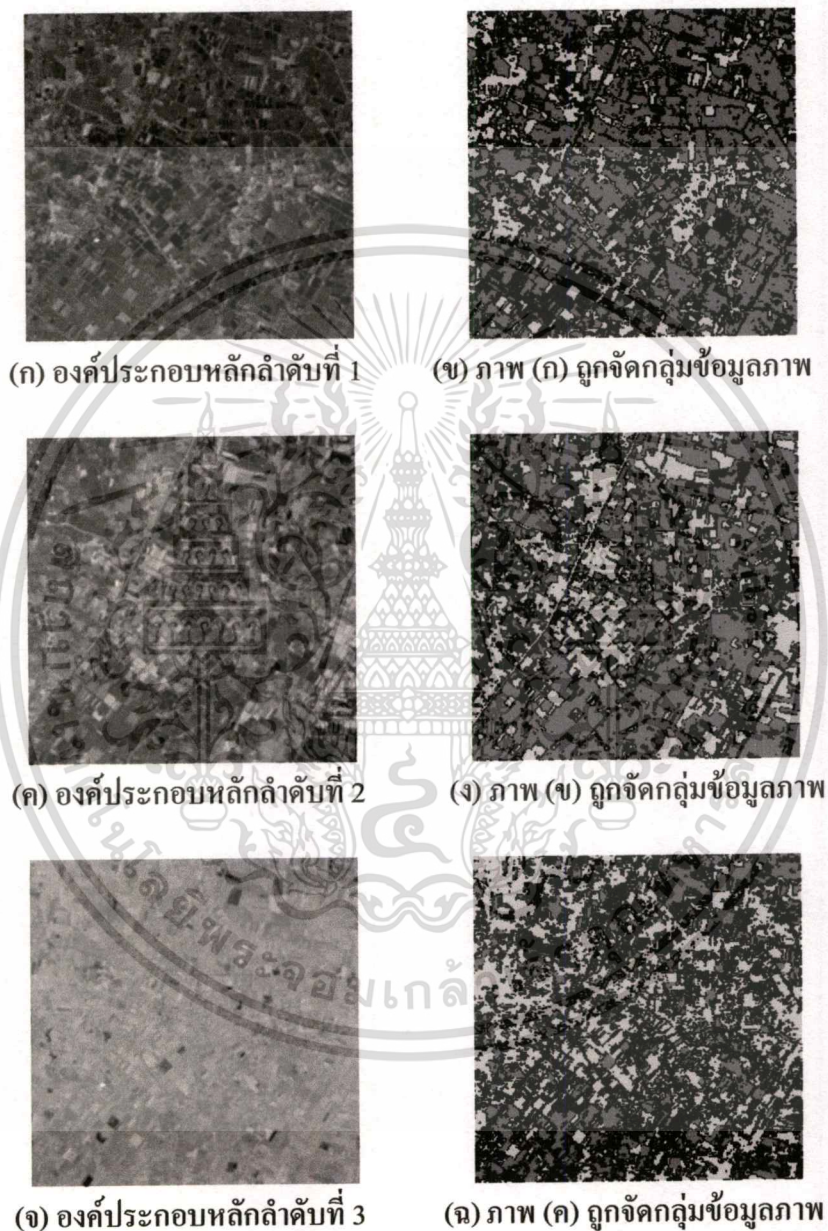 (ก) องค์ประกอบหลักลำดับที่ 1
(ข) ภาพ (ก) ถูกจัดกลุ่มข้อมูลภาพ
(ค) องค์ประกอบหลักลำดับที่ 2
(ง) ภาพ (ข) ถูกจัดกลุ่มข้อมูลภาพ
(จ) องค์ประกอบหลักลำดับที่ 3
(ฉ) ภาพ (ค) ถูกจัดกลุ่มข้อมูลภาพ